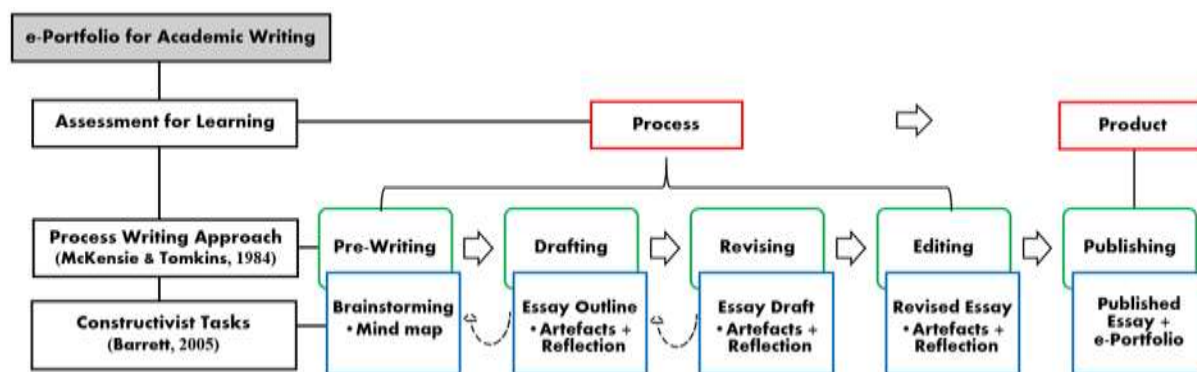 e-Portfolio for Academic Writing
Assessment for Learning
Process
Product
Process Writing Approach
(McKensie & Tomkins, 1984)
Pre-Writing
Drafting
Revising
Editing
Publishing
Constructivist Tasks
(Barrett, 2005)
Brainstorming
• Mind map
Essay Outline
• Artefacts +
Reflection
Essay Draft
• Artefacts +
Reflection
Revised Essay
• Artefacts +
Reflection
Published
Essay +
e-Portfolio